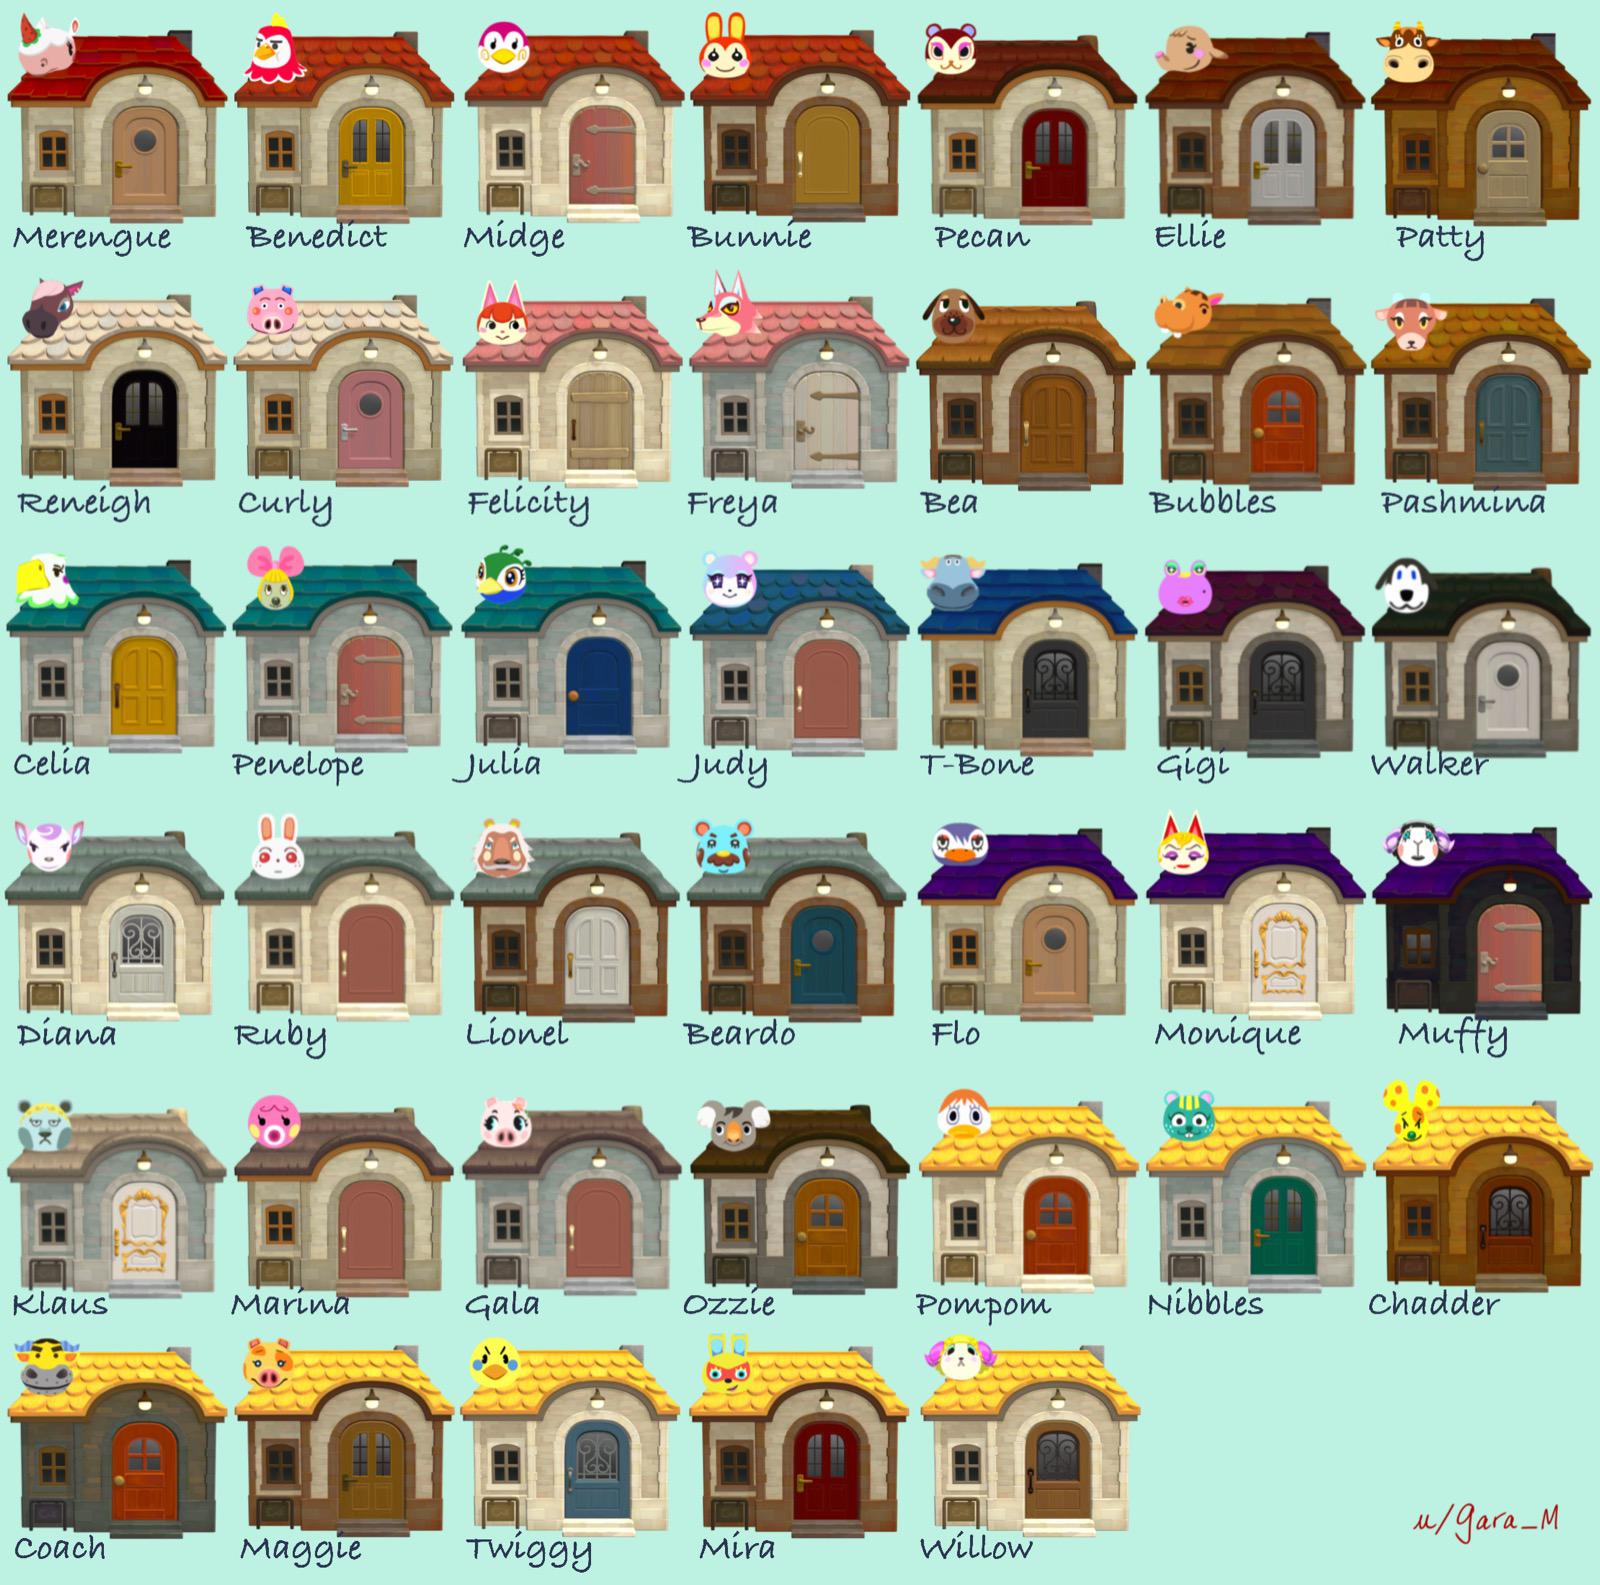 Merengue Benedict Midge Bunnie Pecan Ellie Patty
Reneigh Curly Felicity Freya Bea Bubbles Pashmina
Celia Penelope Julia Judy T-Bone Gigi Walker
Diana Ruby Lionel Beardo Flo Monique Muffy
Klaus Marina Gala Ozzie Pompom Nibbles Chadder
Coach Maggie Twiggy Mira Willow
u/gara_M